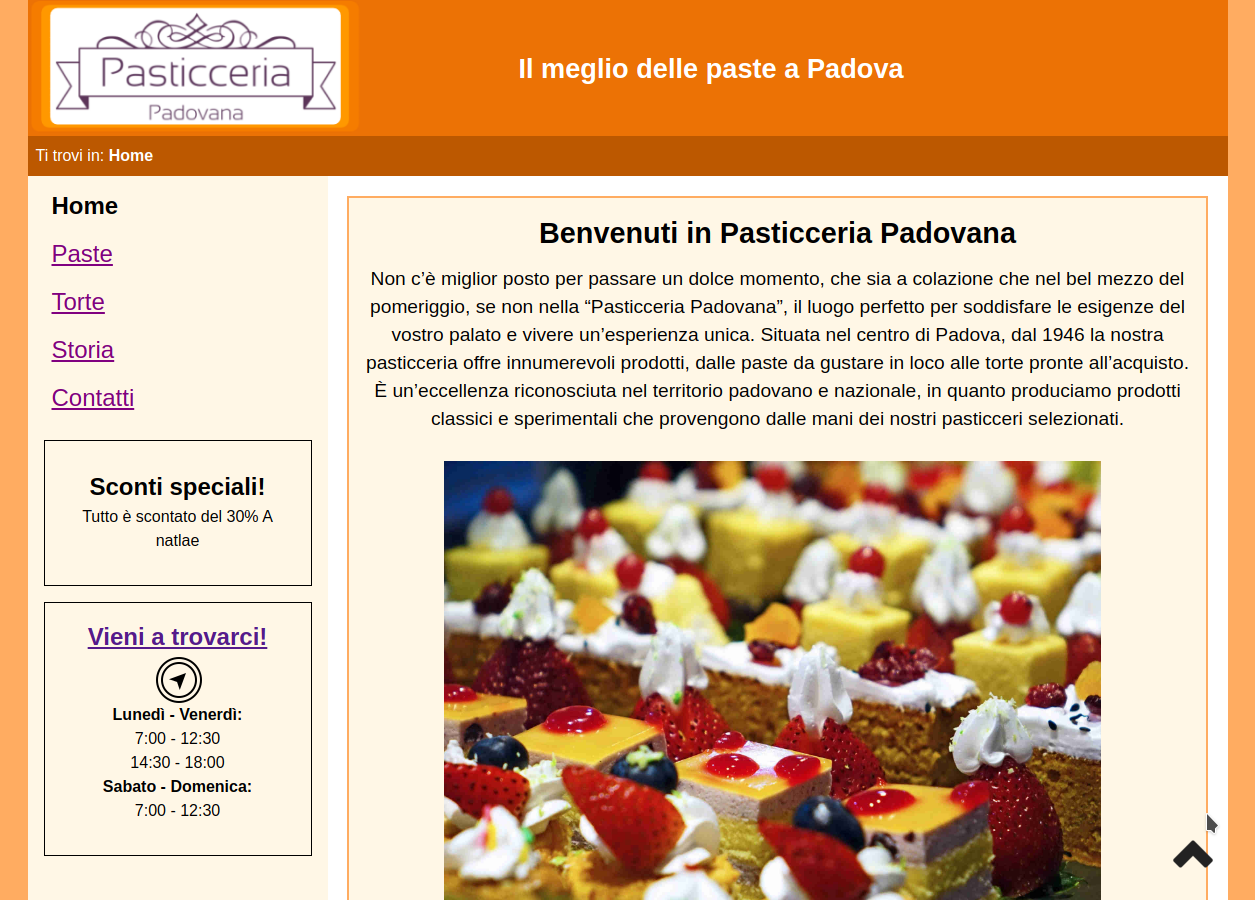 Pasticceria
Padovana
Il meglio delle paste a Padova
Ti trovi in: Home
Home
Paste
Torte
Storia
Contatti
Sconti speciali!
Tutto è scontato del 30% A
natlae
Vieni a trovarci!
Lunedì - Venerdì:
7:00 - 12:30
14:30 - 18:00
Sabato - Domenica:
7:00 - 12:30
Benvenuti in Pasticceria Padovana
Non c’è miglior posto per passare un dolce momento, che sia a colazione che nel bel mezzo del
pomeriggio, se non nella “Pasticceria Padovana”, il luogo perfetto per soddisfare le esigenze del
vostro palato e vivere un’esperienza unica. Situata nel centro di Padova, dal 1946 la nostra
pasticceria offre innumerevoli prodotti, dalle paste da gustare in loco alle torte pronte all’acquisto.
È un’eccellenza riconosciuta nel territorio padovano e nazionale, in quanto produciamo prodotti
classici e sperimentali che provengono dalle mani dei nostri pasticceri selezionati.